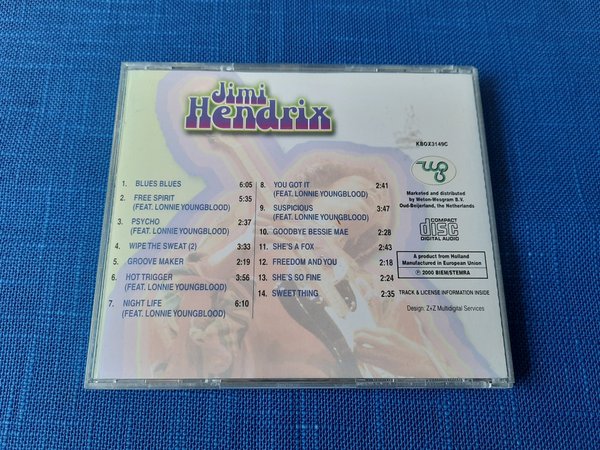 Jimi
Hendrix
1. BLUES BLUES 6:05
2. FREE SPIRIT 5:35
(FEAT. LONNIE YOUNGBLOOD)
3. PSYCHO 2:37
(FEAT. LONNIE YOUNGBLOOD)
4. WIPE THE SWEAT (2) 3:53
5. GROOVE MAKER 2:19
6. HOT TRIGGER 3:56
(FEAT. LONNIE YOUNGBLOOD)
7. NIGHT LIFE 6:10
(FEAT. LONNIE YOUNGBLOOD)
8. YOU GOT IT 2:41
(FEAT. LONNIE YOUNGBLOOD)
9. SUSPICIOUS 3:47
(FEAT. LONNIE YOUNGBLOOD)
10. GOODBYE BESSIE MAE 2:28
11. SHE'S A FOX 2:43
12. FREEDOM AND YOU 2:18
13. SHE'S SO FINE 2:24
14. SWEET THING 2:35
KBOX3149C
Marketed and distributed
by Weton-Wesgram B.V.
Oud-Beijerland, the Netherlands
COMPACT
disc
DIGITAL AUDIO
A product from Holland
Manufactured in European Union
℗ 2000 BIEM/STEMRA
TRACK & LICENSE INFORMATION INSIDE
Design: Z+Z Multidigital Services